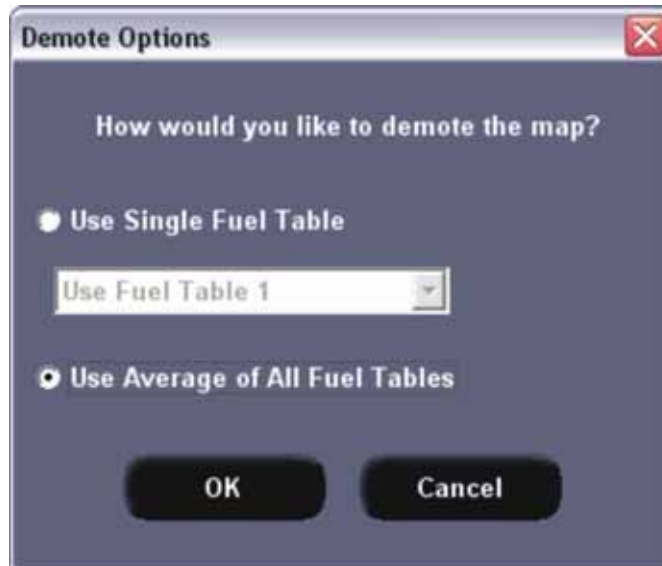 Demote Options
How would you like to demote the map?
Use Single Fuel Table
Use Fuel Table 1
Use Average of All Fuel Tables
OK
Cancel